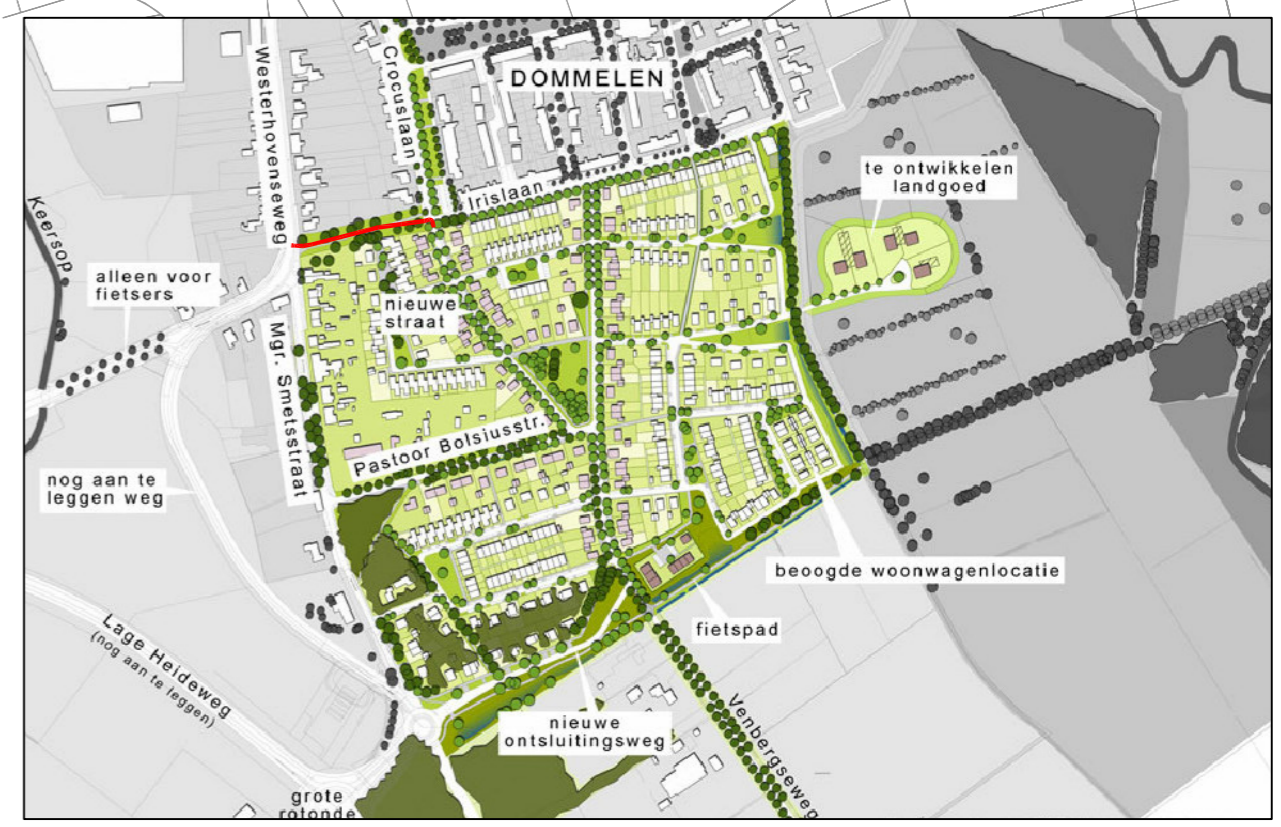 DOMMELEN
Westerhovenseweg
Crocuslaan
Irislaan
te ontwikkelen
landgoed
Keersop
alleen voor
fietsers
nieuwe
straat
Mgr. Smetsstraat
Pastoor Bolsiusstr.
nog aan te
leggen weg
beoogde woonwagenlocatie
fietspad
Lage Heideweg
(nog aan te leggen)
nieuwe
ontsluitingsweg
Venbergseweg
grote
rotonde